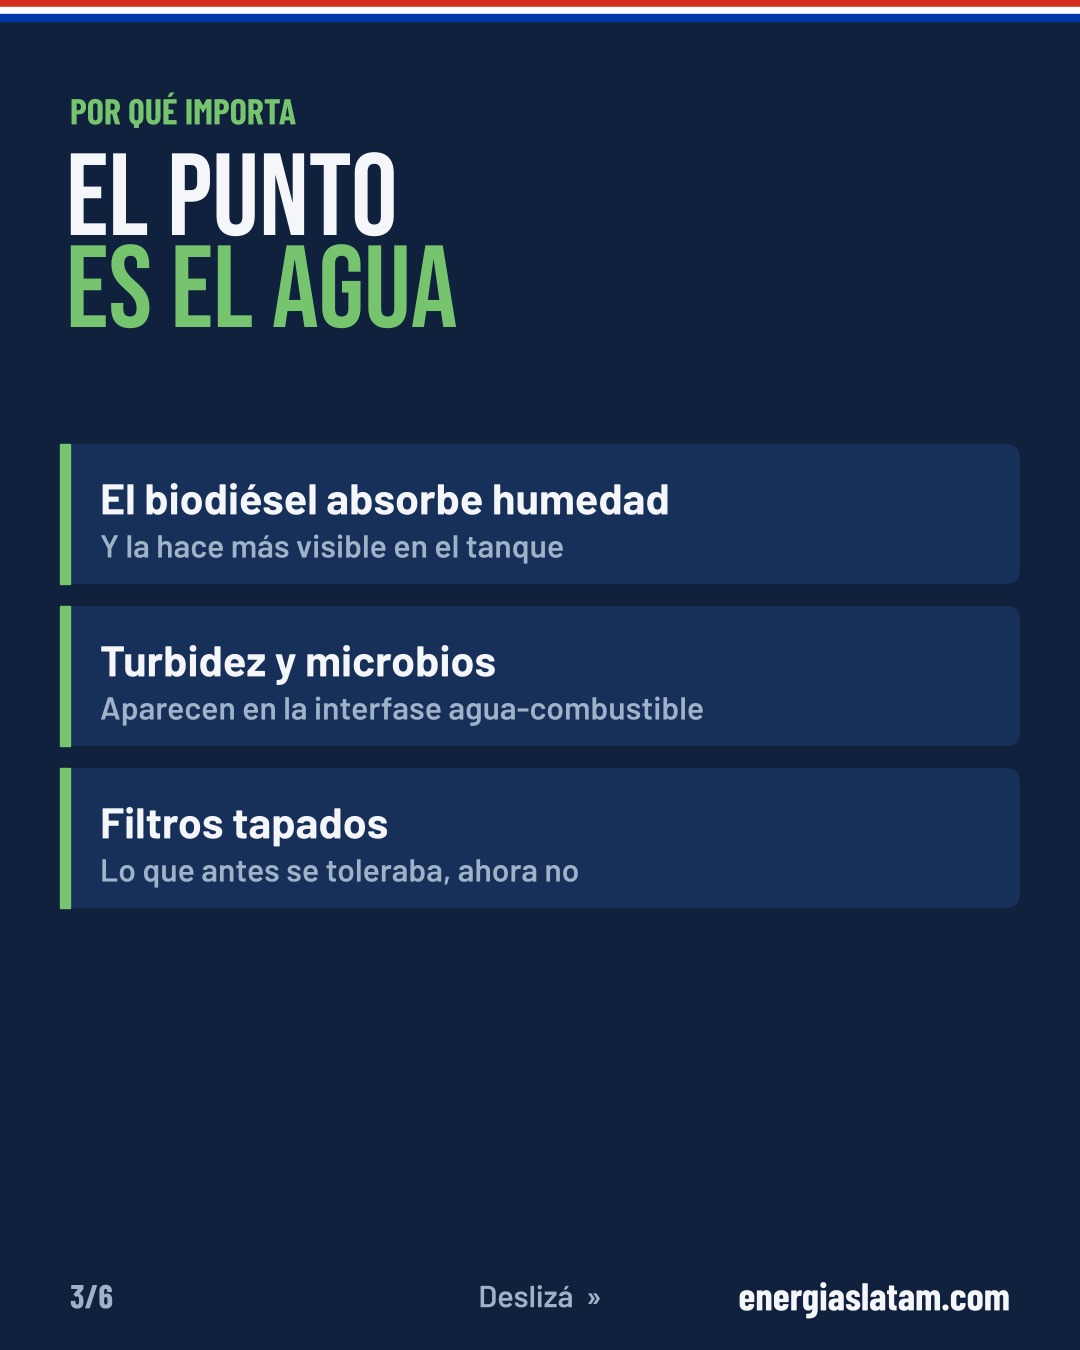 POR QUÉ IMPORTA
EL PUNTO
ES EL AGUA
El biodiésel absorbe humedad
Y la hace más visible en el tanque
Turbidez y microbios
Aparecen en la interfase agua-combustible
Filtros tapados
Lo que antes se toleraba, ahora no
3/6
Deslizá »
energiaslatam.com